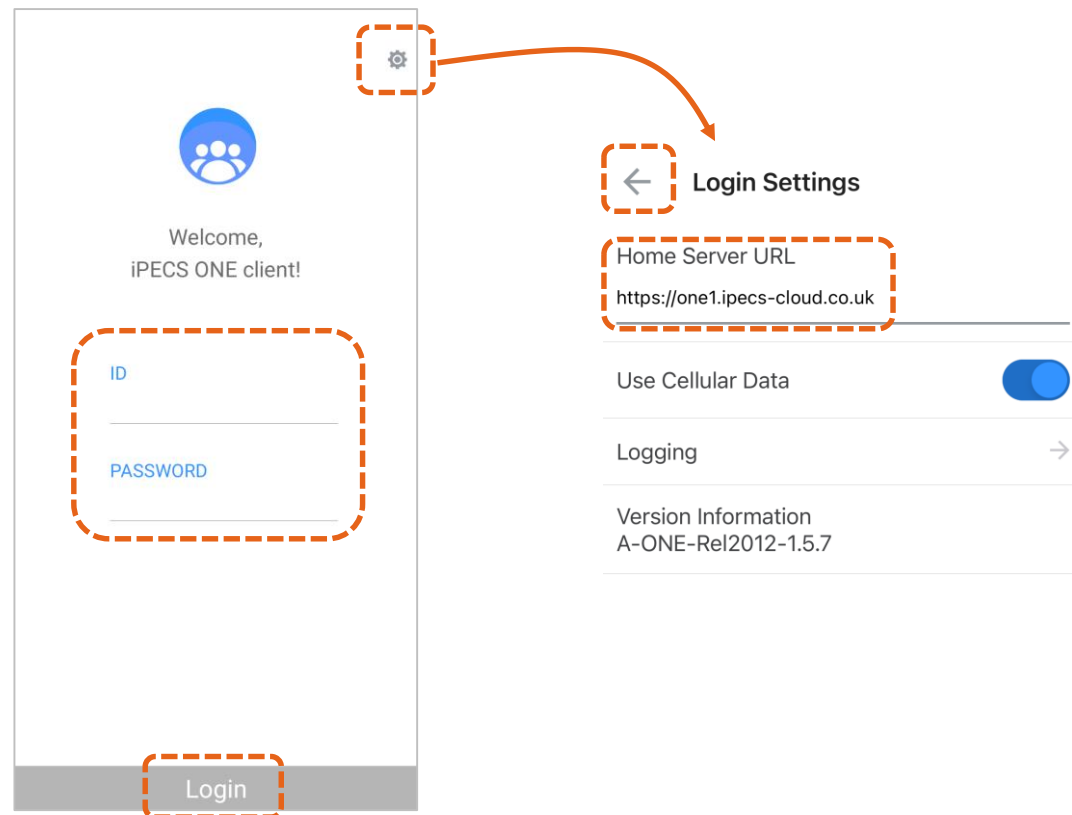 Welcome,
iPECS ONE client!
ID
PASSWORD
Login
Login Settings
Home Server URL
https://one1.ipecs-cloud.co.uk
Use Cellular Data
Logging
Version Information
A-ONE-Rel2012-1.5.7